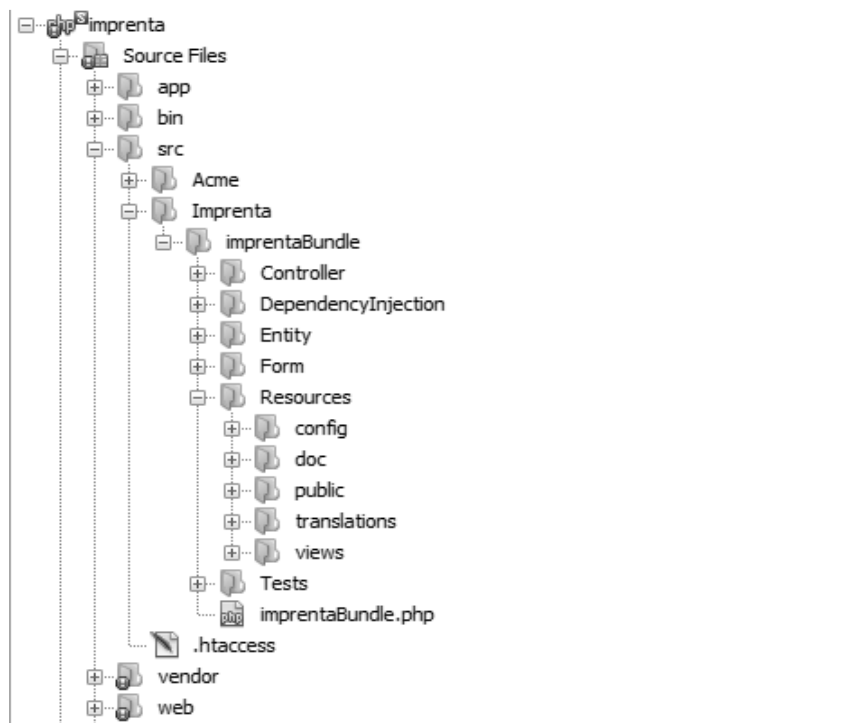 imprenta
Source Files
app
bin
src
Acme
Imprenta
imprentaBundle
Controller
DependencyInjection
Entity
Form
Resources
config
doc
public
translations
views
Tests
imprentaBundle.php
.htaccess
vendor
web